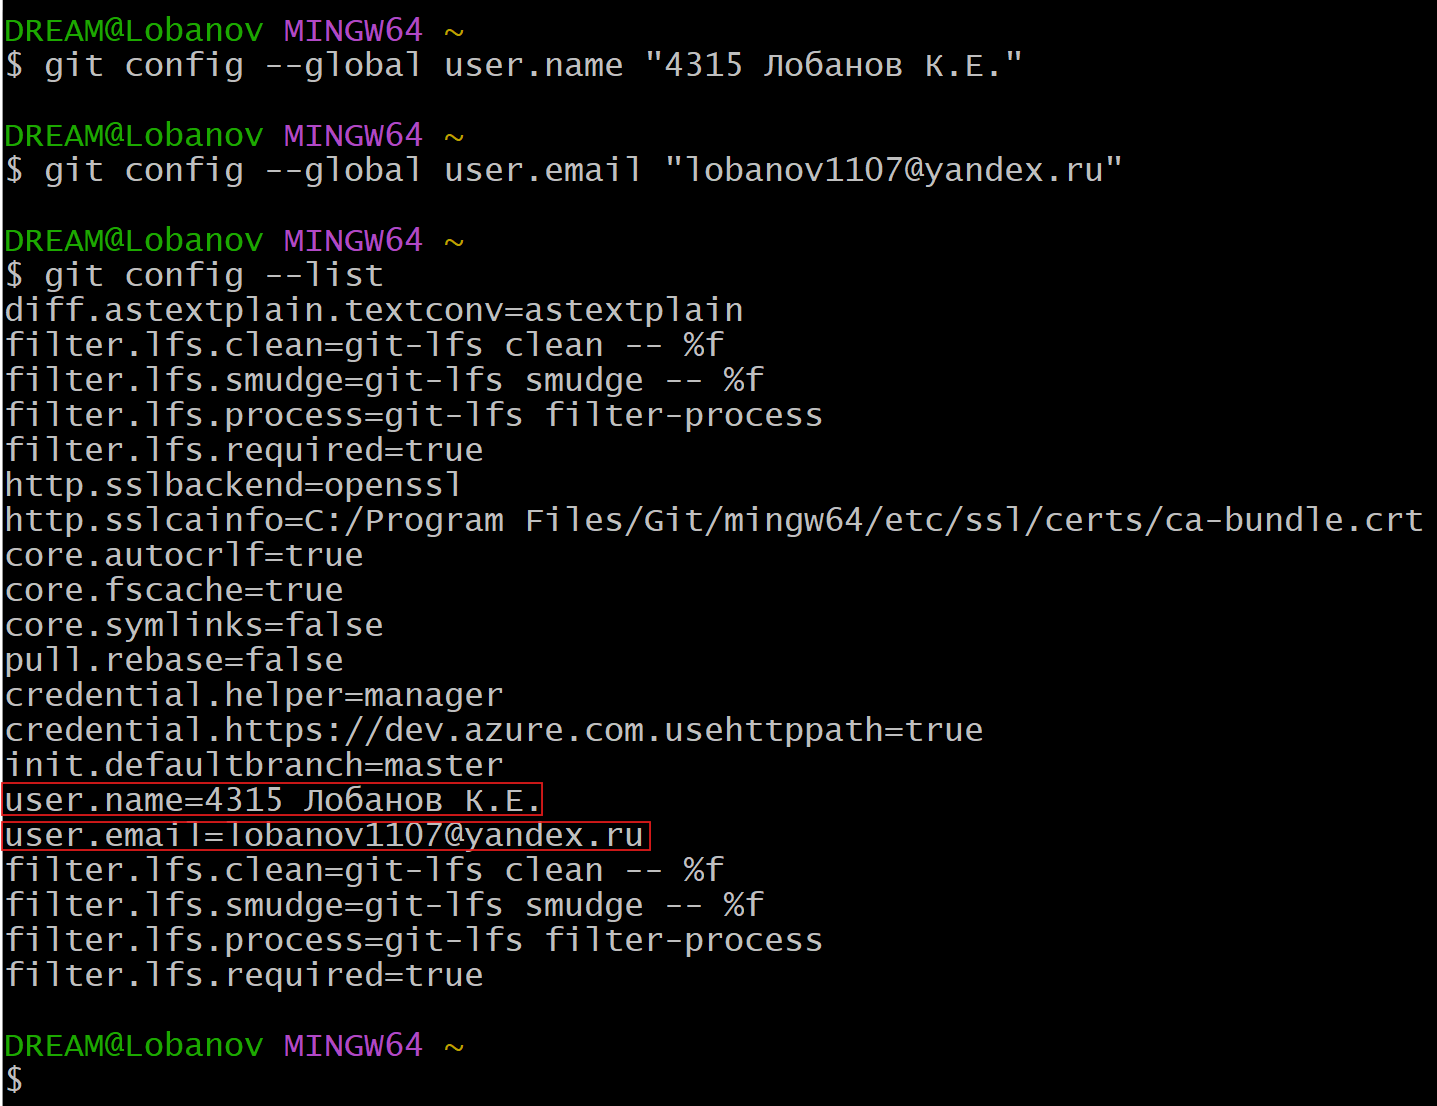 DREAM@Lobanov MINGW64 ~
$ git config --global user.name "4315 Лобанов К.Е."
DREAM@Lobanov MINGW64 ~
$ git config --global user.email "lobanov1107@yandex.ru"
DREAM@Lobanov MINGW64 ~
$ git config --list
diff.astextplain.textconv=astextplain
filter.lfs.clean=git-lfs clean -- %f
filter.lfs.smudge=git-lfs smudge -- %f
filter.lfs.process=git-lfs filter-process
filter.lfs.required=true
http.sslbackend=openssl
http.sslcainfo=C:/Program Files/Git/mingw64/etc/ssl/certs/ca-bundle.crt
core.autocrlf=true
core.fscache=true
core.symlinks=false
pull.rebase=false
credential.helper=manager
credential.https://dev.azure.com.usehttppath=true
init.defaultbranch=master
user.name=4315 Лобанов К.Е.
user.email=lobanov1107@yandex.ru
filter.lfs.clean=git-lfs clean -- %f
filter.lfs.smudge=git-lfs smudge -- %f
filter.lfs.process=git-lfs filter-process
filter.lfs.required=true
DREAM@Lobanov MINGW64 ~
$